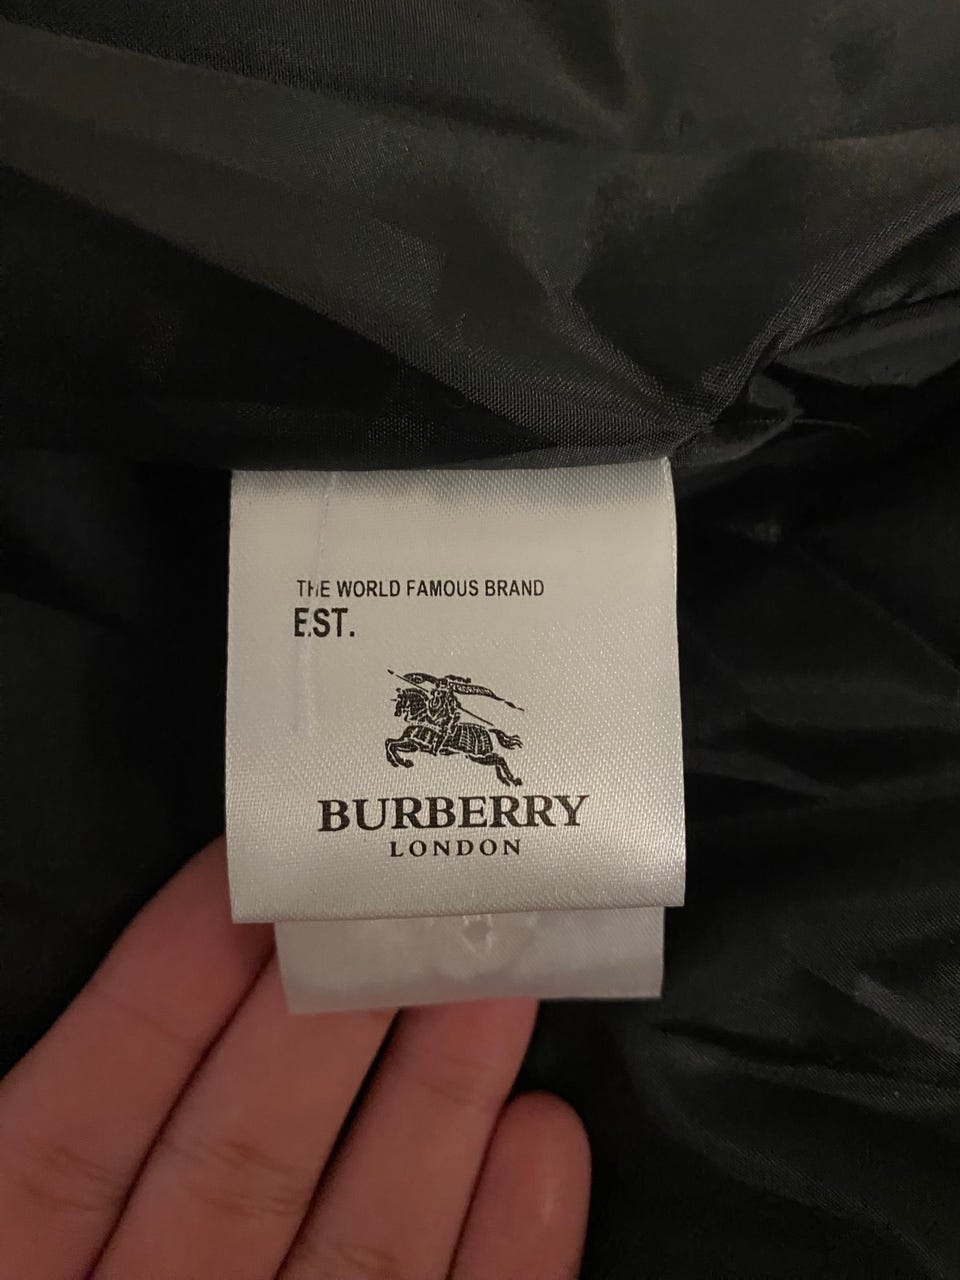 THE WORLD FAMOUS BRAND
EST.
BURBERRY
LONDON